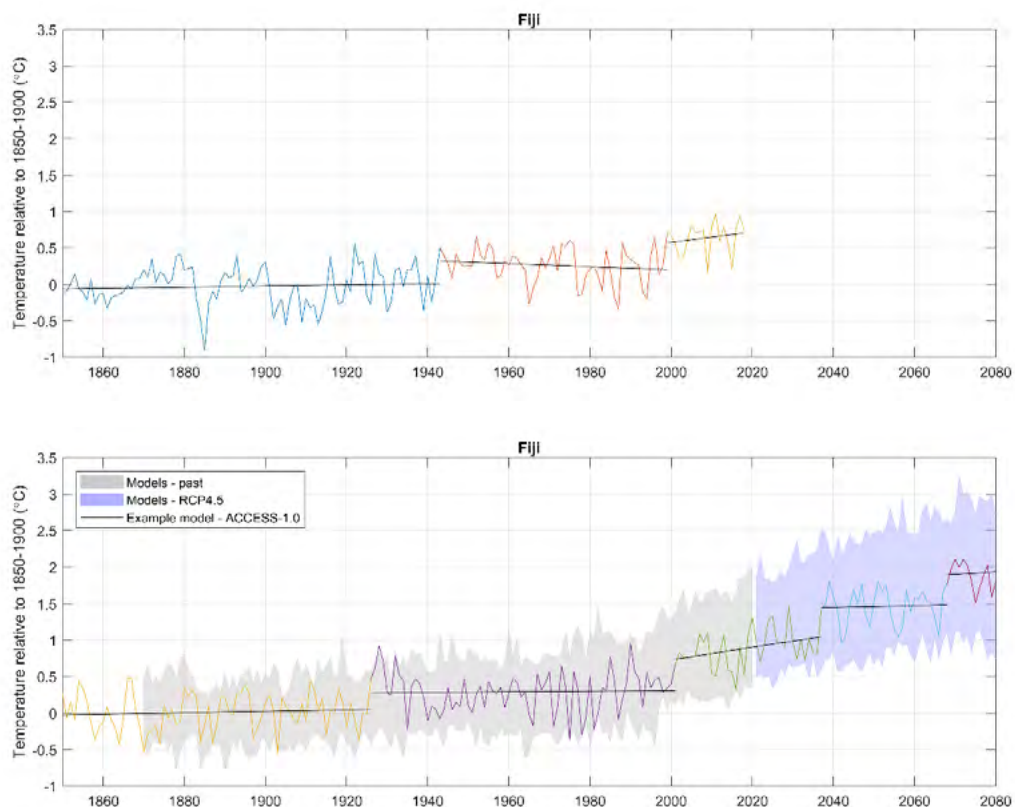 Fiji
Temperature relative to 1850-1900 (°C)
3.5
3
2.5
2
1.5
1
0.5
0
-0.5
-1
1860 1880 1900 1920 1940 1960 1980 2000 2020 2040 2060 2080
Fiji
Temperature relative to 1850-1900 (°C)
3.5
3
2.5
2
1.5
1
0.5
0
-0.5
-1
Models - past
Models - RCP4.5
Example model - ACCESS-1.0
1860 1880 1900 1920 1940 1960 1980 2000 2020 2040 2060 2080